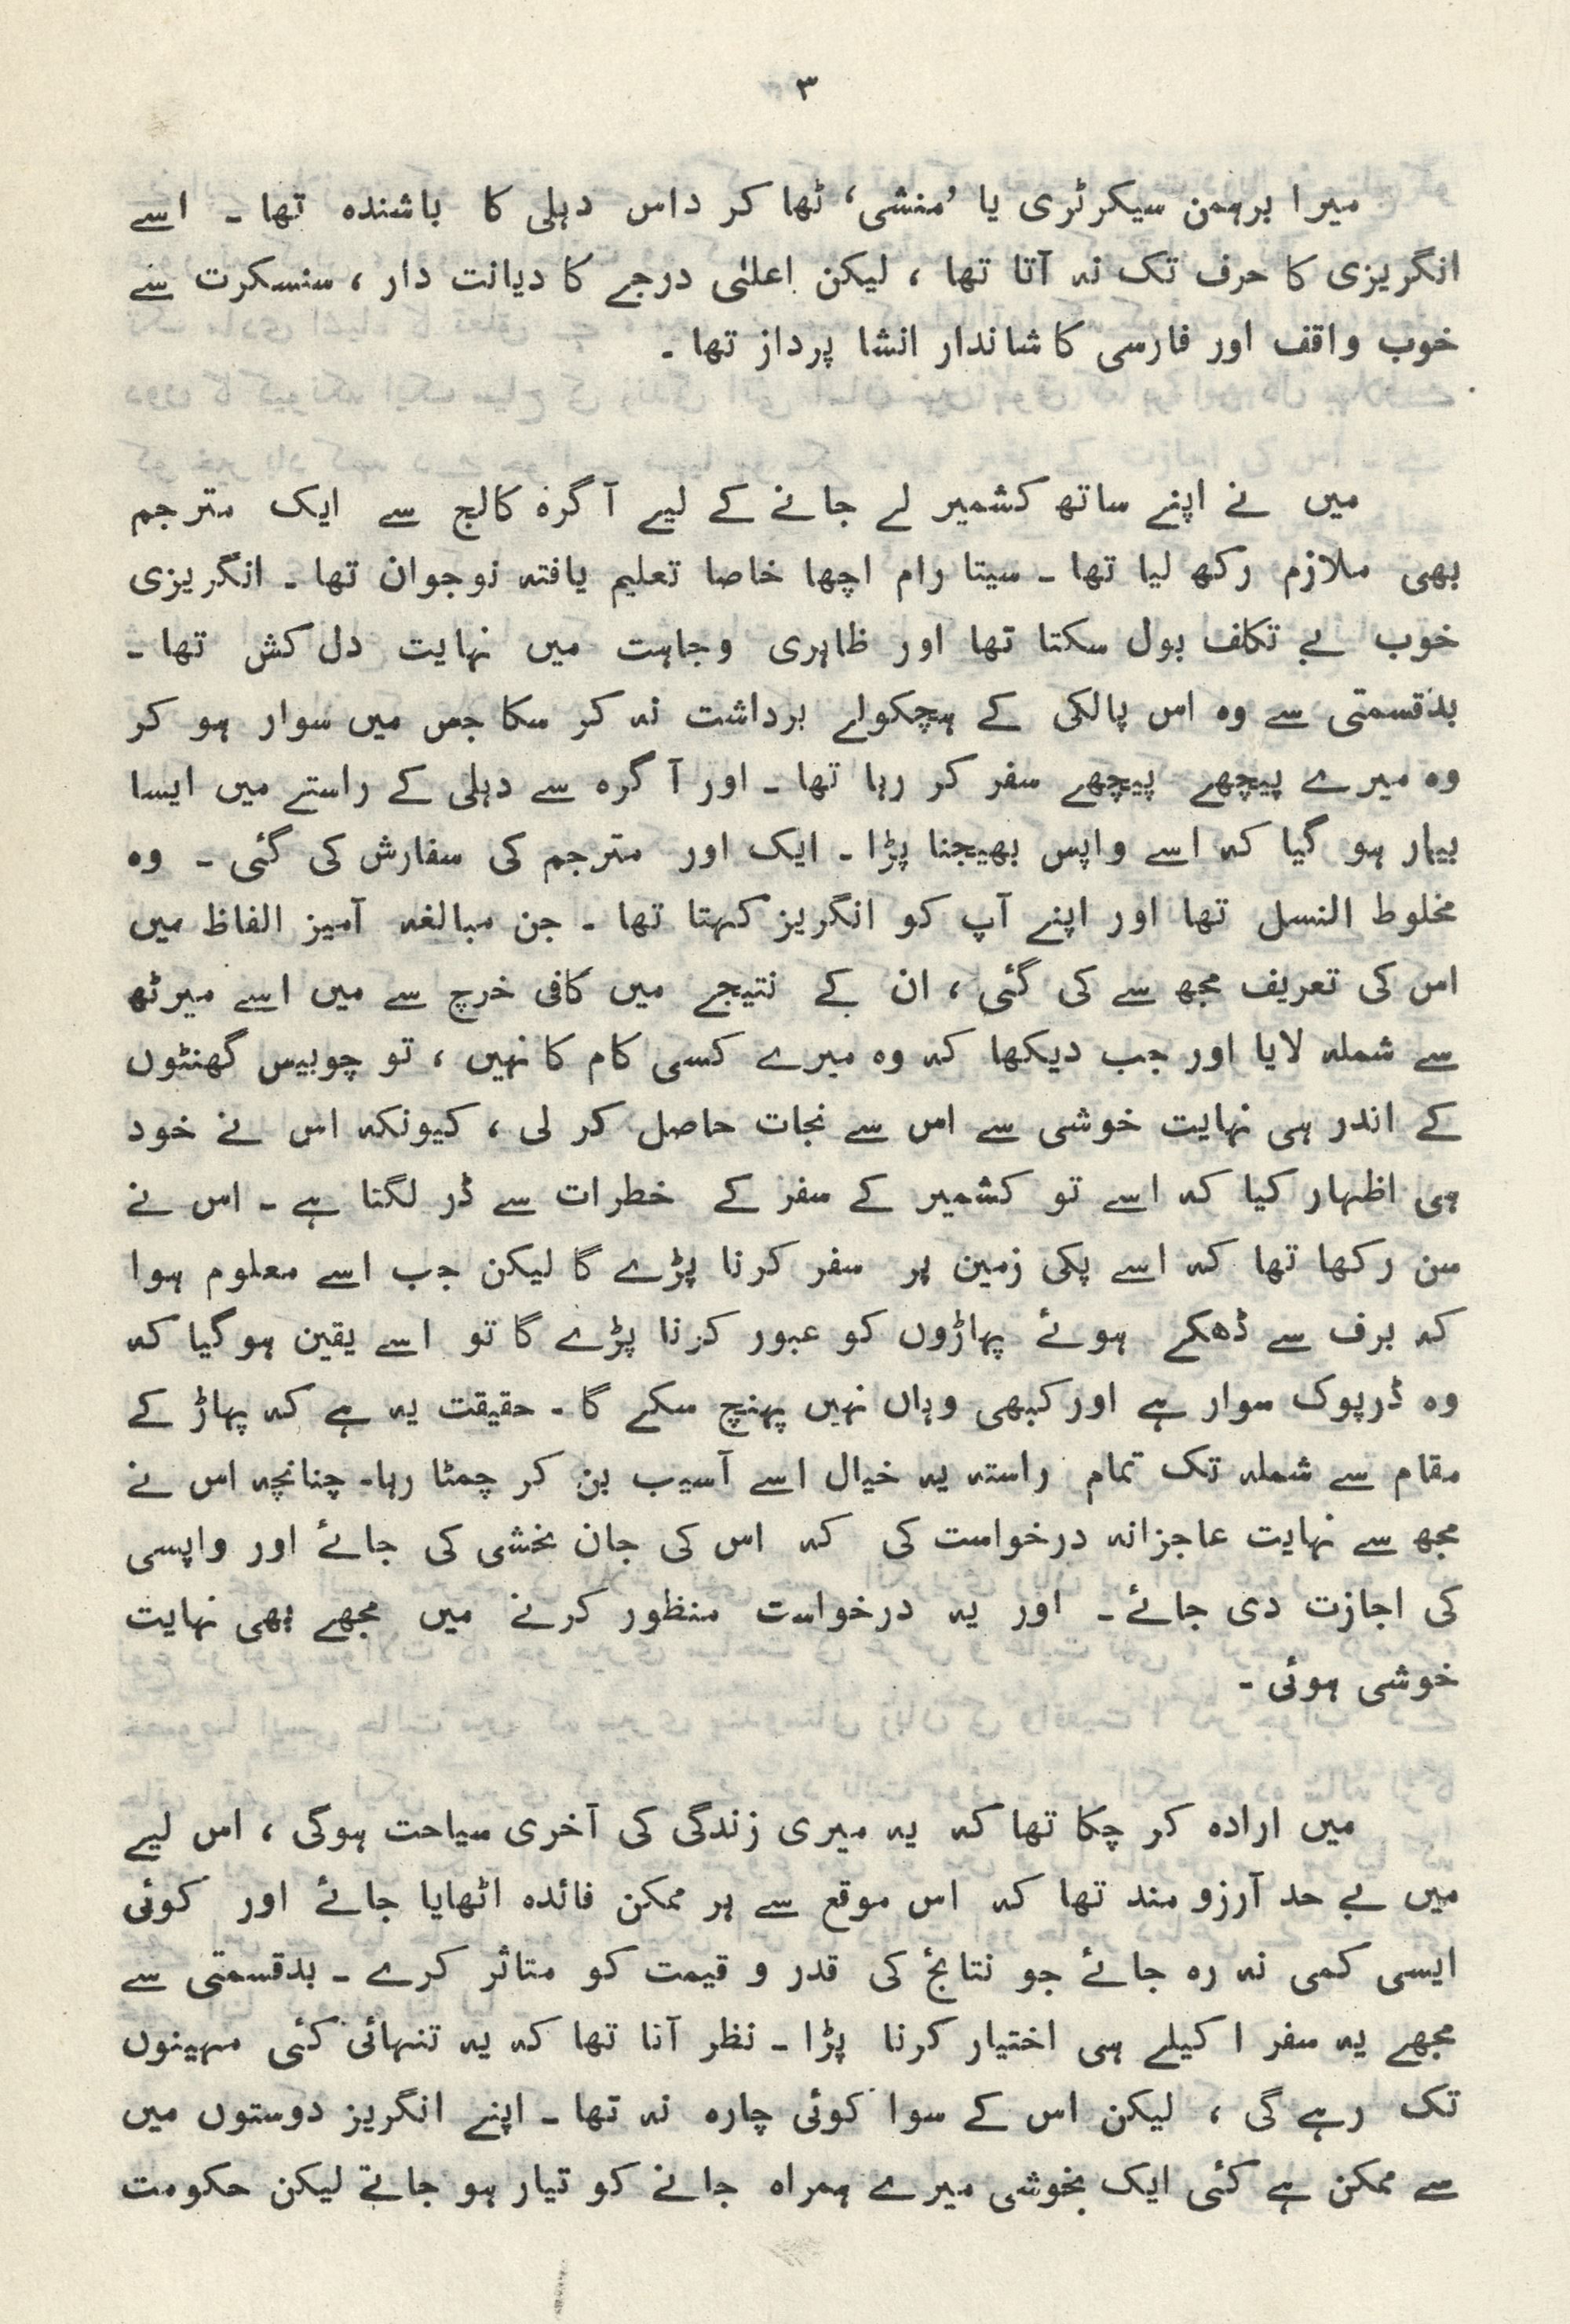 ۳
میرا برہمن سیکرٹری یا ’منشی‘ ٹھا کر داس دہلی کا باشندہ تھا ۔ اسے
انگریزی کا حرف تک نہ آتا تھا ، لیکن اعلیٰ درجے کا دیانت دار ، سنسکرت سے
خوب واقف اور فارسی کا شاندار انشا پرداز تھا ۔
میں نے اپنے ساتھ کشمیر لے جانے کے لیے آ گرہ کالج سے ایک مترجم
بھی ملازم رکھ لیا تھا ۔ سیتا رام اچھا خاصا تعلیم یافتہ نوجوان تھا ۔ انگریزی
خوب بے تکلف بول سکتا تھا اور ظاہری وجاہت میں نہایت دل کش تھا ۔
بدقسمتی سے وہ اس پالکی کے ہچکولے برداشت نہ کر سکا جس میں سوار ہو کر
وہ میرے پیچھے پیچھے سفر کر رہا تھا ۔ اور آ گرہ سے دہلی کے راستے میں ایسا
بیمار ہو گیا کہ اسے واپس بھیجنا پڑا ۔ ایک اور مترجم کی سفارش کی گئی ۔ وہ
مخلوط النسل تھا اور اپنے آپ کو انگریز کہتا تھا ۔ جن مبالغہ آمیز الفاظ میں
اس کی تعریف مجھ سے کی گئی ، ان کے نتیجے میں کافی خرچ سے میں اسے میرٹھ
سے شملہ لایا اور جب دیکھا کہ وہ میرے کسی کام کا نہیں ، تو چوبیس گھنٹوں
کے اندر ہی نہایت خوشی سے اس سے نجات حاصل کر لی ، کیونکہ اس نے خود
ہی اظہار کیا کہ اسے تو کشمیر کے سفر کے خطرات سے ڈر لگتا ہے ۔ اس نے
سن رکھا تھا کہ اسے پکی زمین پر سفر کرنا پڑے گا لیکن جب اسے معلوم ہوا
کہ برف سے ڈھکے ہوئے پہاڑوں کو عبور کرنا پڑے گا تو اسے یقین ہوگیا کہ
وہ ڈرپوک سوار ہے اور کبھی وہاں نہیں پہنچ سکے گا ۔ حقیقت یہ ہے کہ پہاڑ کے
مقام سے شملہ تک تمام راستہ یہ خیال اسے آسیب بن کر چمٹا رہا۔ چنانچہ اس نے
مجھ سے نہایت عاجزانہ درخواست کی کہ اس کی جان بخشی کی جائے اور واپسی
کی اجازت دی جائے ۔ اور یہ درخواست منظور کرنے میں مجھے بھی نہایت
خوشی ہوئی ۔
میں ارادہ کر چکا تھا کہ یہ میری زندگی کی آخری سیاحت ہوگی ، اس لیے
میں بے حد آرزو مند تھا کہ اس موقع سے ہر ممکن فائدہ اٹھایا جائے اور کوئی
ایسی کمی نہ رہ جائے جو نتائج کی قدر و قیمت کو متاثر کرے ۔ بدقسمتی سے
مجھے یہ سفر ا کیلے ہی اختیار کرنا پڑا ۔ نظر آتا تھا کہ یہ تنہائی کئی مہینوں
تک رہے گی ، لیکن اس کے سوا کوئی چارہ نہ تھا ۔ اپنے انگریز دوستوں میں
سے ممکن ہے کئی ایک بخوشی میرے ہمراہ جانے کو تیار ہو جاتے لیکن حکومت